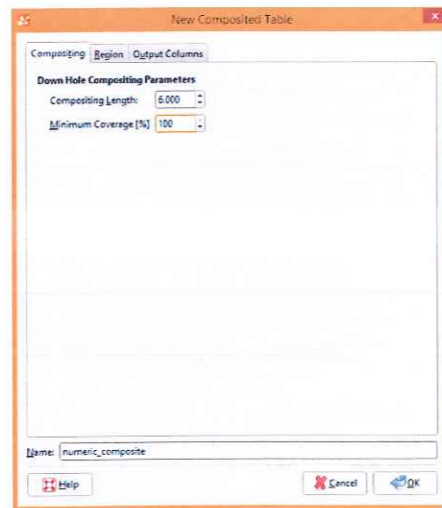 New Composited Table
x
Compositing Region Output Columns
Down Hole Compositing Parameters
Compositing Length: 6.000
Minimum Coverage [%] 100
Name: numeric_composite
Help Cancel OK